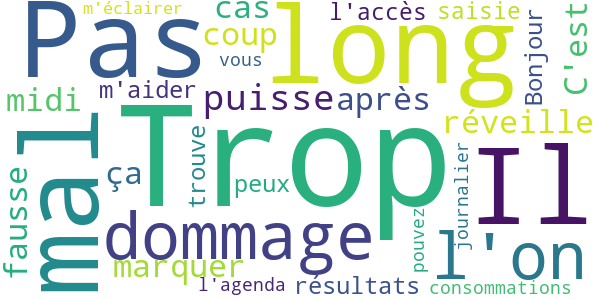 m'éclairer
cas
l'accès
saisie
C'est
Pas
long
coup
vous
Bonjour
midi
m'aider
puisse
après
réveille
Trop
Il
mal
fausse
ça
trouve
peux
journalier
pouvez
dommage
l'on
marquer
l'agenda
résultats
consommations